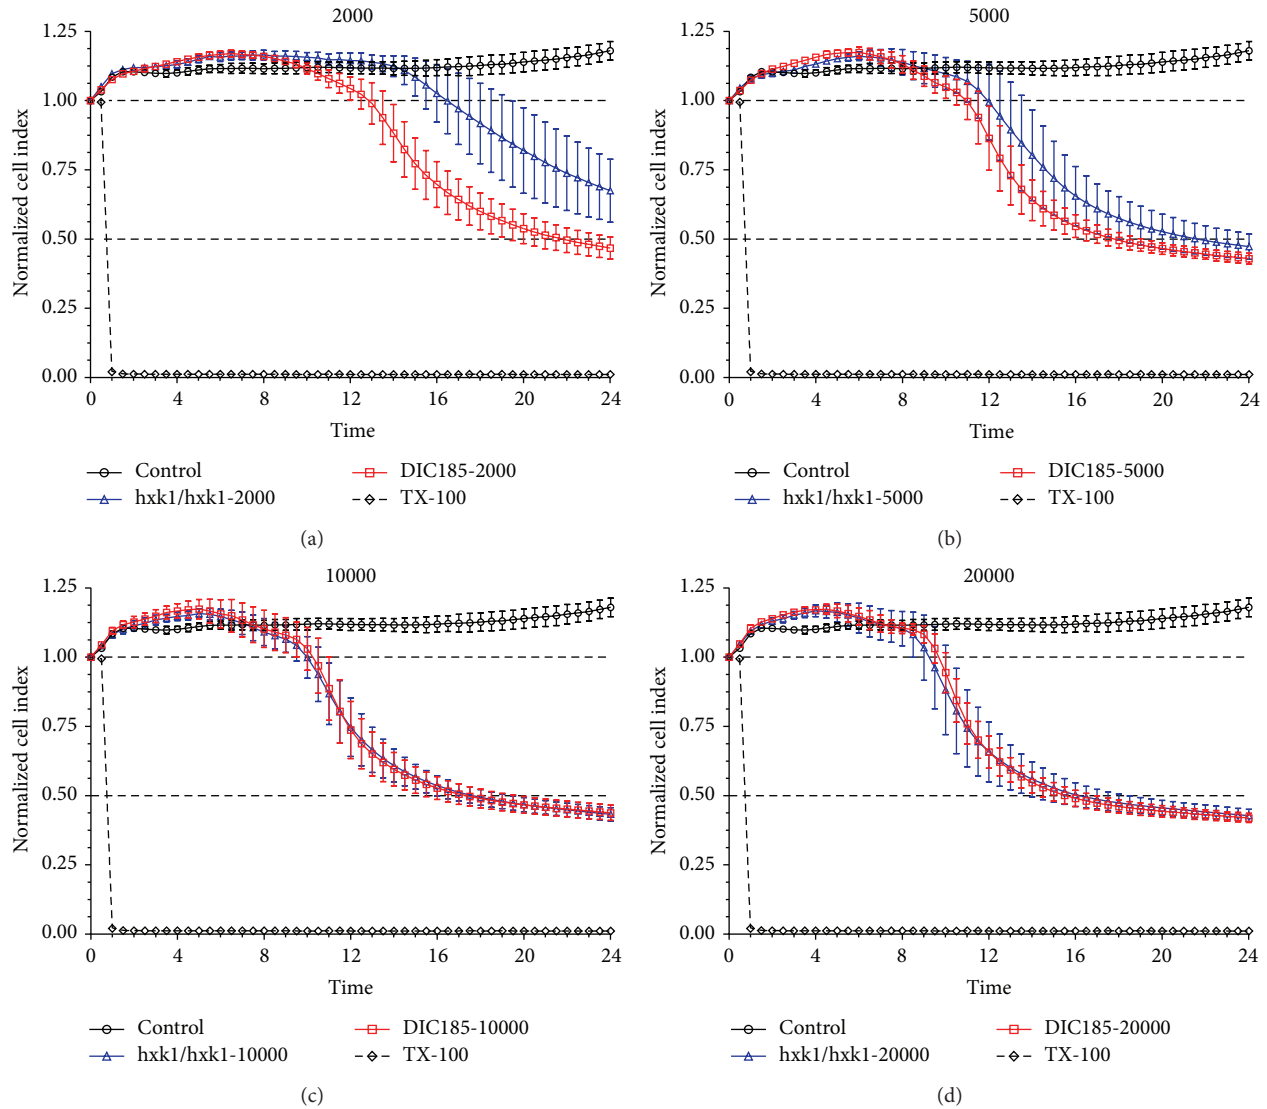 2000
Normalized cell index
1.25
1.00
0.75
0.50
0.25
0.00
0 4 8 12 16 20 24
Time
Control
DIC185-2000
hxk1/hxk1-2000
TX-100
(a)
5000
Normalized cell index
1.25
1.00
0.75
0.50
0.25
0.00
0 4 8 12 16 20 24
Time
Control
DIC185-5000
hxk1/hxk1-5000
TX-100
(b)
10000
Normalized cell index
1.25
1.00
0.75
0.50
0.25
0.00
0 4 8 12 16 20 24
Time
Control
DIC185-10000
hxk1/hxk1-10000
TX-100
(c)
20000
Normalized cell index
1.25
1.00
0.75
0.50
0.25
0.00
0 4 8 12 16 20 24
Time
Control
DIC185-20000
hxk1/hxk1-20000
TX-100
(d)